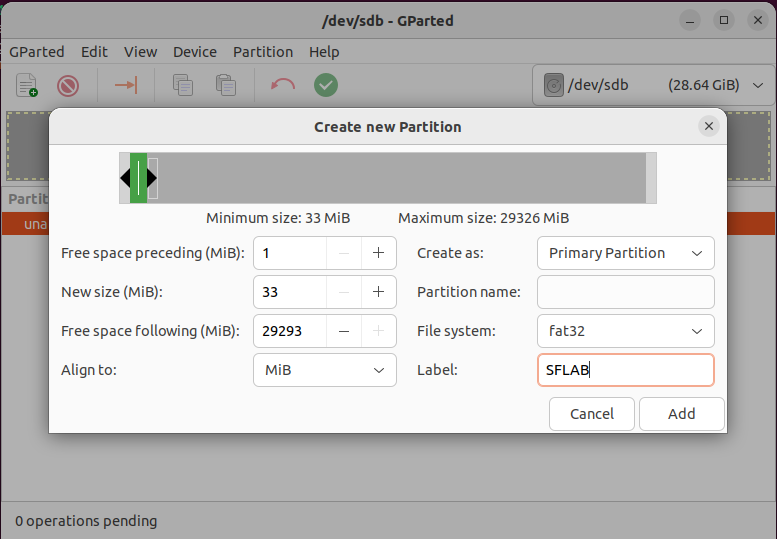 /dev/sdb - GParted
GParted Edit View Device Partition Help
/dev/sdb (28.64 GiB)
Create new Partition
Minimum size: 33 MiB Maximum size: 29326 MiB
Free space preceding (MiB): 1 Create as: Primary Partition
New size (MiB): 33 Partition name:
Free space following (MiB): 29293 File system: fat32
Align to: MiB Label: SFLAB
Cancel Add
Partit
una
0 operations pending